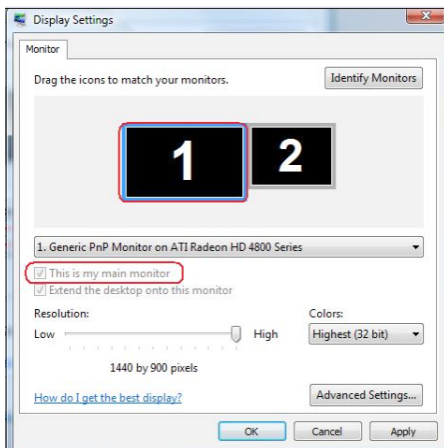 Display Settings
Monitor
Drag the icons to match your monitors.
Identify Monitors
1
2
1. Generic PnP Monitor on ATI Radeon HD 4800 Series
This is my main monitor
Extend the desktop onto this monitor
Resolution:
Colors:
Low
High
Highest (32 bit)
1440 by 900 pixels
How do I get the best display?
Advanced Settings...
OK
Cancel
Apply